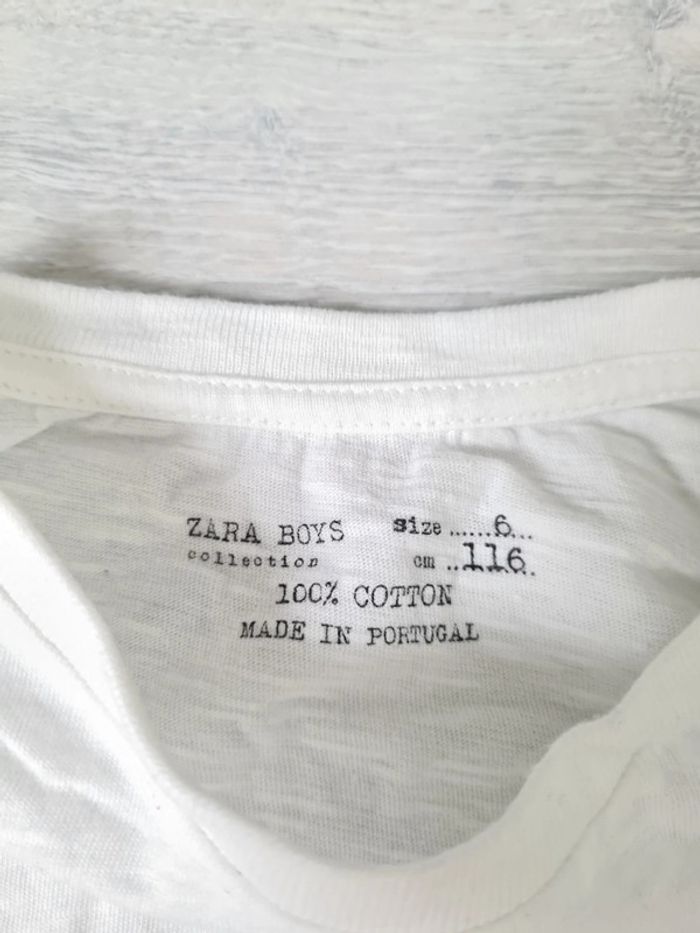 ZARA BOYS size ......6...
collection cm ..116..
100% COTTON
MADE IN PORTUGAL